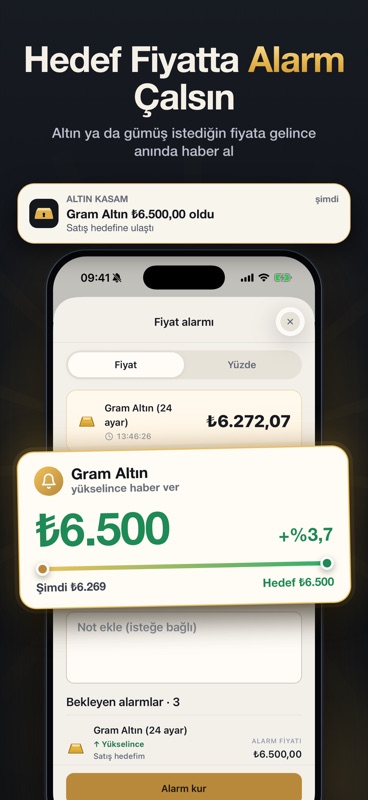 Hedef Fiyatta Alarm
Çalsın
Altın ya da gümüş istediğin fiyata gelince
anında haber al
ALTIN KASAM
şimdi
Gram Altın ₺6.500,00 oldu
Satış hedefine ulaştı
09:41
Fiyat alarmı
Fiyat
Yüzde
Gram Altın (24
ayar)
₺6.272,07
13:46:26
Gram Altın
yükselince haber ver
₺6.500
+%3,7
Şimdi ₺6.269
Hedef ₺6.500
Not ekle (isteğe bağlı)
Bekleyen alarmlar · 3
Gram Altın (24 ayar)
↑ Yükselince
ALARM FİYATI
Satış hedefim
₺6.500,00
Alarm kur